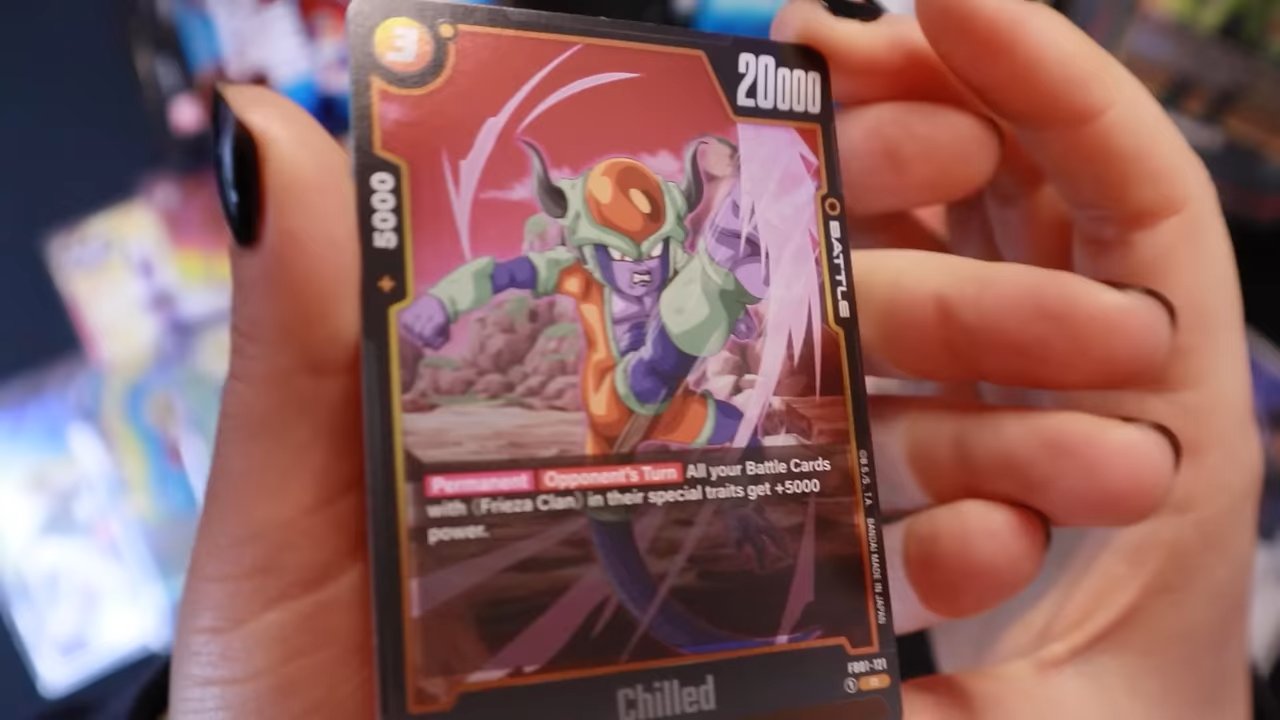 3
20000
5000
BATTLE
Permanent Opponent's Turn All your Battle Cards
with 《Frieza Clan》 in their special traits get +5000
power.
BANDAI MADE IN JAPAN
FB01-121
Chilled